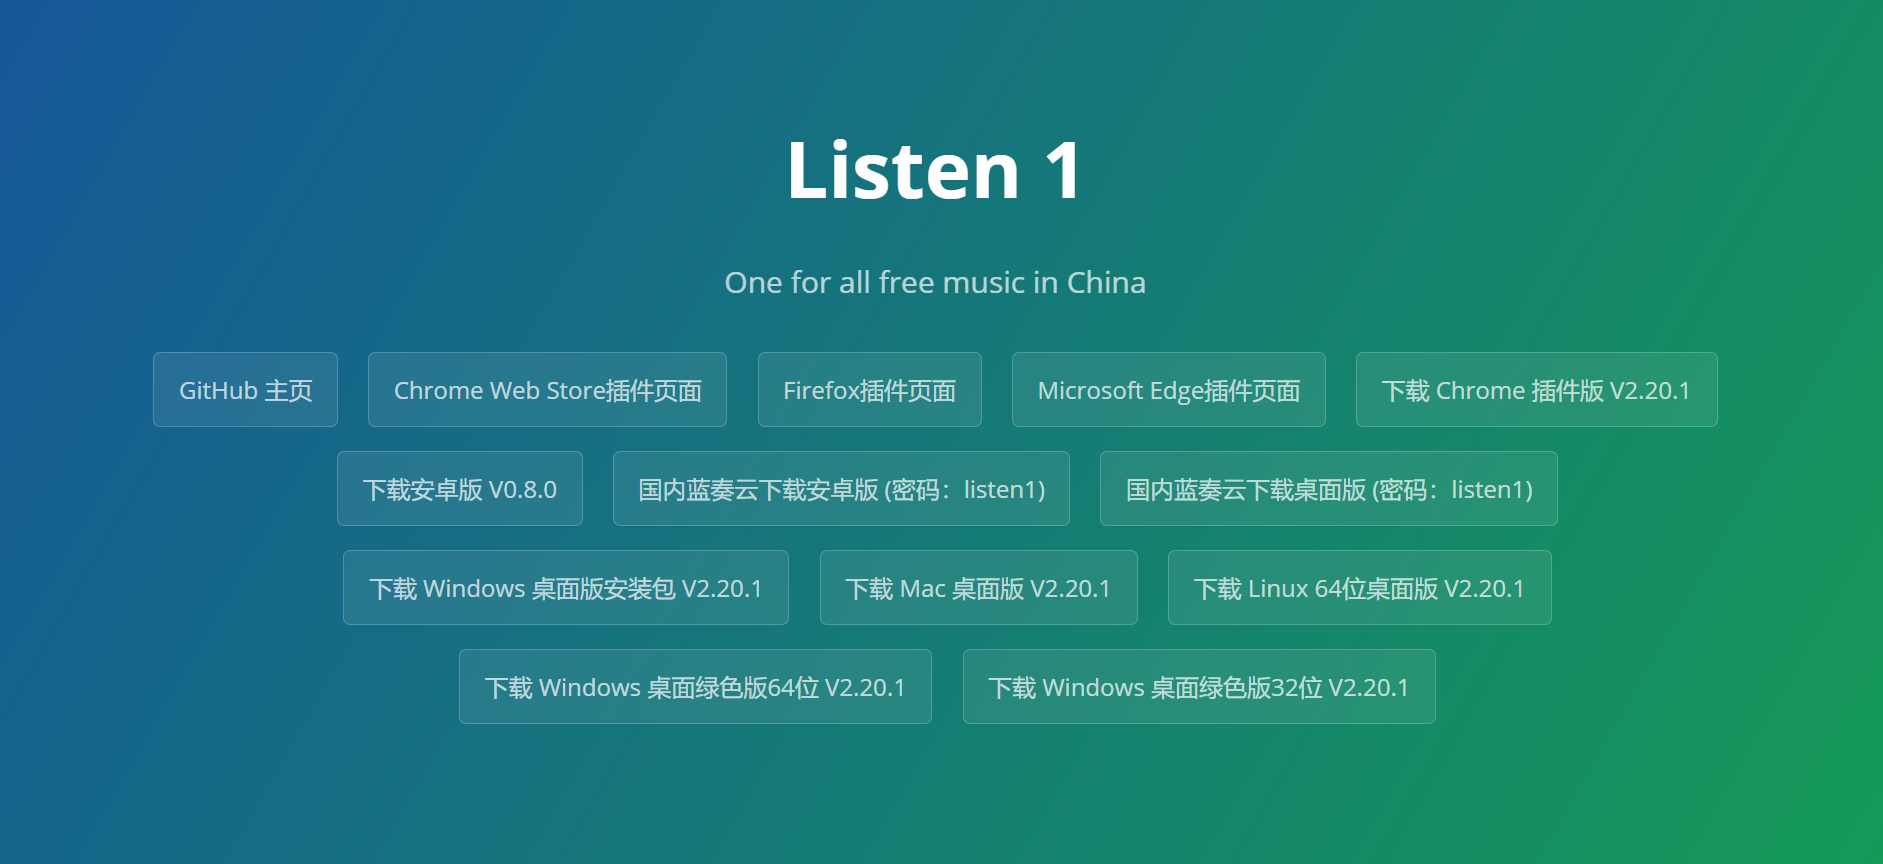 Listen 1
One for all free music in China
GitHub 主页
Chrome Web Store插件页面
Firefox插件页面
Microsoft Edge插件页面
下载 Chrome 插件版 V2.20.1
下载安卓版 V0.8.0
国内蓝奏云下载安卓版 (密码：listen1)
国内蓝奏云下载桌面版 (密码：listen1)
下载 Windows 桌面版安装包 V2.20.1
下载 Mac 桌面版 V2.20.1
下载 Linux 64位桌面版 V2.20.1
下载 Windows 桌面绿色版64位 V2.20.1
下载 Windows 桌面绿色版32位 V2.20.1